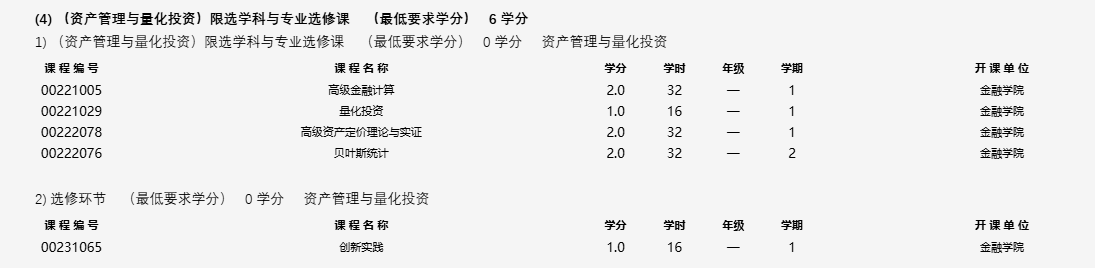 (4) （资产管理与量化投资）限选学科与专业选修课 （最低要求学分） 6 学分
1) （资产管理与量化投资）限选学科与专业选修课 （最低要求学分） 0 学分 资产管理与量化投资
课程编号 课程名称 学分 学时 年级 学期 开课单位
00221005 高级金融计算 2.0 32 — 1 金融学院
00221029 量化投资 1.0 16 — 1 金融学院
00222078 高级资产定价理论与实证 2.0 32 — 1 金融学院
00222076 贝叶斯统计 2.0 32 — 2 金融学院
2) 选修环节 （最低要求学分） 0 学分 资产管理与量化投资
课程编号 课程名称 学分 学时 年级 学期 开课单位
00231065 创新实践 1.0 16 — 1 金融学院